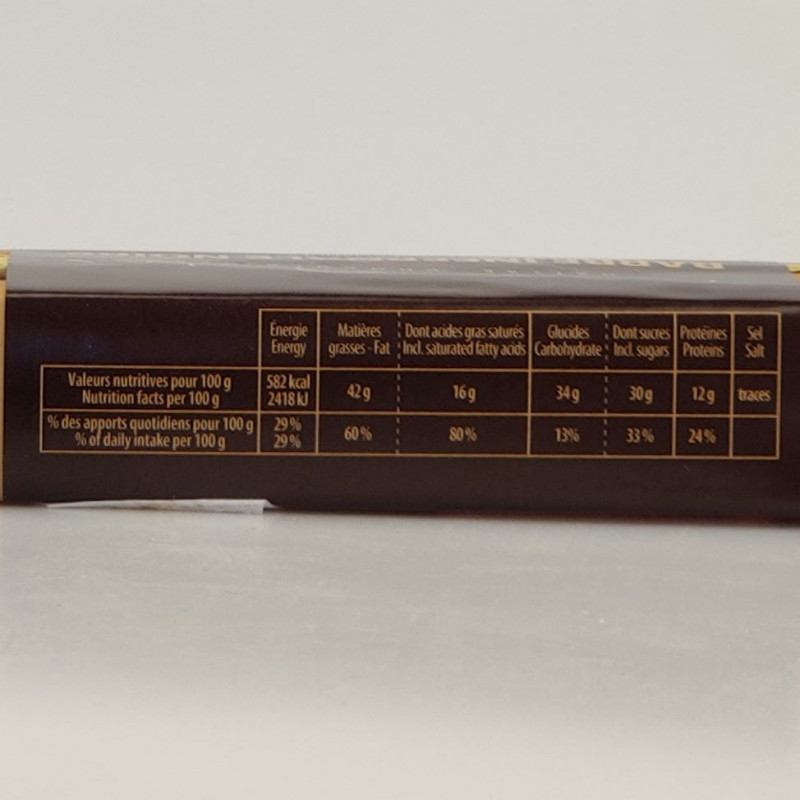 BARRE
Énergie
Energy
Matières
grasses - Fat
Dont acides gras saturés
Incl. saturated fatty acids
Glucides
Carbohydrate
Dont sucres
Incl. sugars
Protéines
Proteins
Sel
Salt
Valeurs nutritives pour 100 g
Nutrition facts per 100 g
582 kcal
2418 kJ
42 g
16 g
34 g
30 g
12 g
traces
% des apports quotidiens pour 100 g
% of daily intake per 100 g
29 %
29 %
60 %
80 %
13%
33 %
24 %